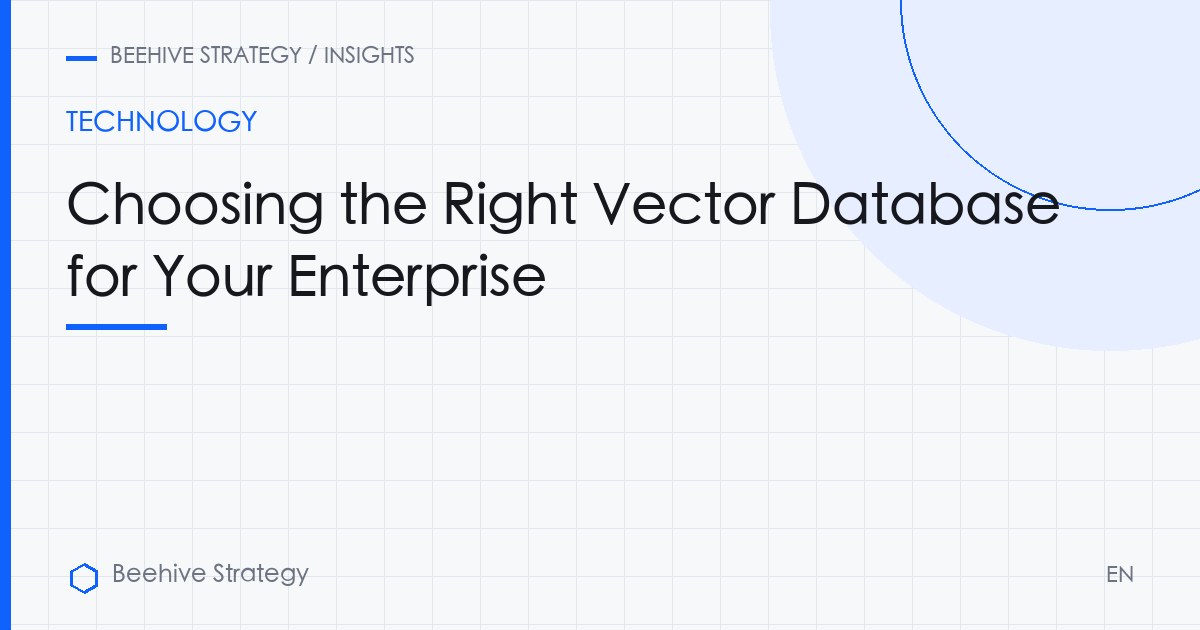 BEEHIVE STRATEGY / INSIGHTS
TECHNOLOGY
Choosing the Right Vector Database
for Your Enterprise
Beehive Strategy
EN